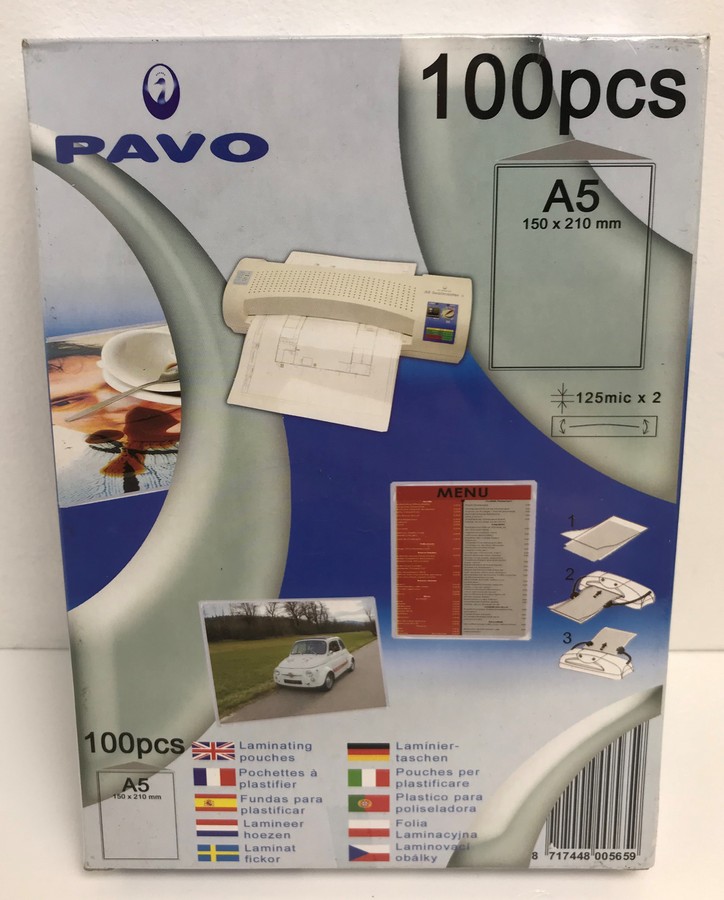 PAVO
100pcs
A5
150 x 210 mm
125mic x 2
MENU
1
2
3
100pcs
A5
150 x 210 mm
Laminating
pouches
Pochettes à
plastifier
Fundas para
plastificar
Lamineer
hoezen
Laminat
fickor
Laminier-
taschen
Pouches per
plastificare
Plastico para
poliseladora
Folia
Laminacyjna
Laminovací
obálky
8 717448 005659